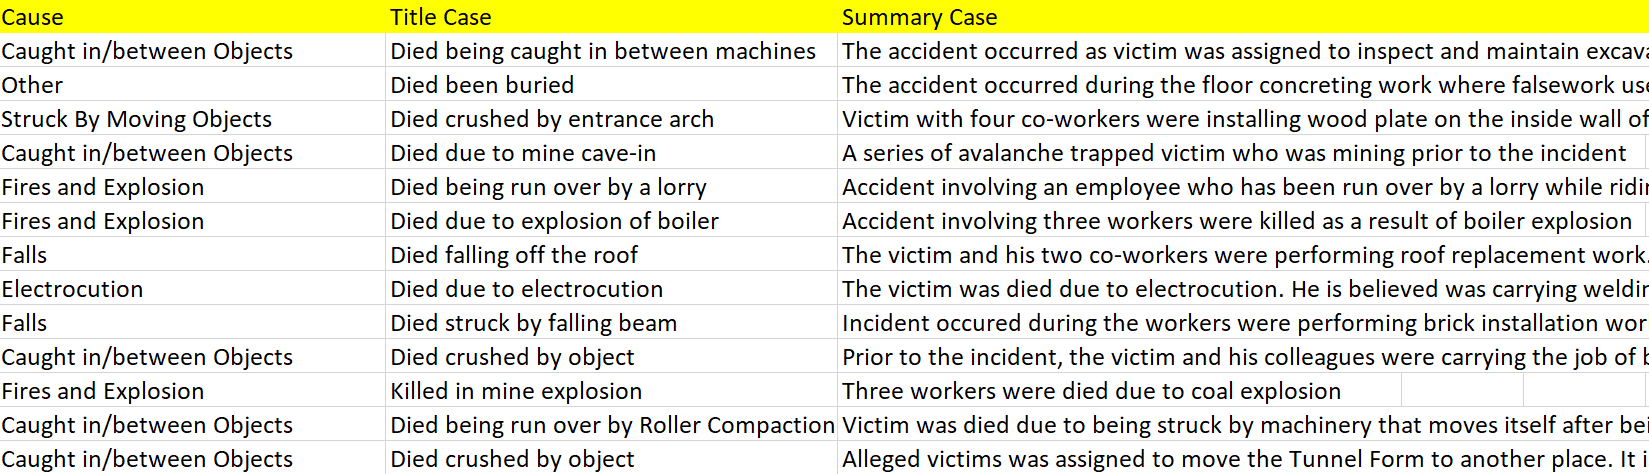 Cause Title Case Summary Case
Caught in/between Objects Died being caught in between machines The accident occurred as victim was assigned to inspect and maintain
Other Died been buried The accident occurred during the floor concreting work where falsework
Struck By Moving Objects Died crushed by entrance arch Victim with four co-workers were installing wood plate on the inside wall of
Caught in/between Objects Died due to mine cave-in A series of avalanche trapped victim who was mining prior to the incident
Fires and Explosion Died being run over by a lorry Accident involving an employee who has been run over by a lorry while
Fires and Explosion Died due to explosion of boiler Accident involving three workers were killed as a result of boiler explosion
Falls Died falling off the roof The victim and his two co-workers were performing roof replacement work.
Electrocution Died due to electrocution The victim was died due to electrocution. He is believed was carrying
Falls Died struck by falling beam Incident occured during the workers were performing brick installation
Caught in/between Objects Died crushed by object Prior to the incident, the victim and his colleagues were carrying the job of
Fires and Explosion Killed in mine explosion Three workers were died due to coal explosion
Caught in/between Objects Died being run over by Roller Compaction Victim was died due to being struck by machinery that moves itself after
Caught in/between Objects Died crushed by object Alleged victims was assigned to move the Tunnel Form to another place. It